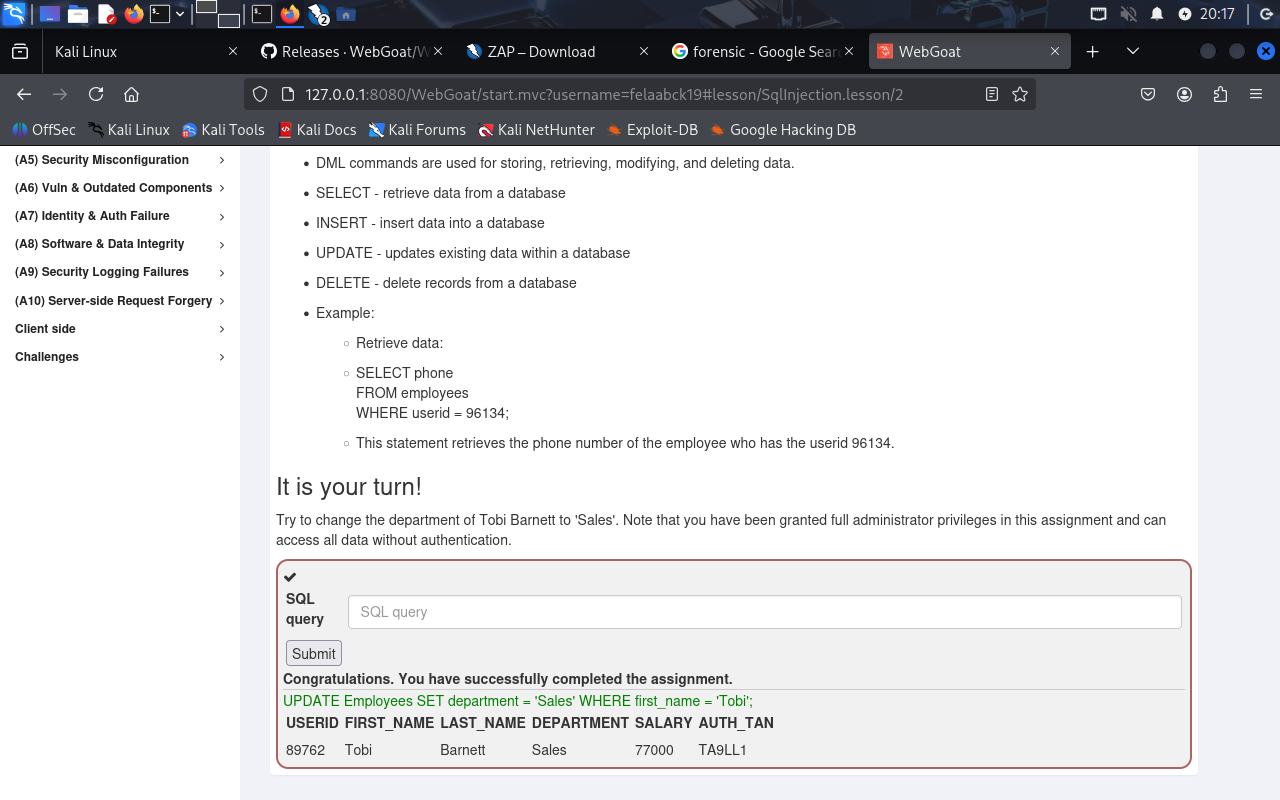 20:17
Kali Linux
Releases · WebGoat/W
ZAP – Download
forensic - Google Sear
WebGoat
127.0.0.1:8080/WebGoat/start.mvc?username=felaabck19#lesson/SqlInjection.lesson/2
OffSec
Kali Linux
Kali Tools
Kali Docs
Kali Forums
Kali NetHunter
Exploit-DB
Google Hacking DB
(A5) Security Misconfiguration
(A6) Vuln & Outdated Components
(A7) Identity & Auth Failure
(A8) Software & Data Integrity
(A9) Security Logging Failures
(A10) Server-side Request Forgery
Client side
Challenges
DML commands are used for storing, retrieving, modifying, and deleting data.
SELECT - retrieve data from a database
INSERT - insert data into a database
UPDATE - updates existing data within a database
DELETE - delete records from a database
Example:
Retrieve data:
SELECT phone
FROM employees
WHERE userid = 96134;
This statement retrieves the phone number of the employee who has the userid 96134.
It is your turn!
Try to change the department of Tobi Barnett to 'Sales'. Note that you have been granted full administrator privileges in this assignment and can
access all data without authentication.
SQL
query
SQL query
Submit
Congratulations. You have successfully completed the assignment.
UPDATE Employees SET department = 'Sales' WHERE first_name = 'Tobi';
USERID FIRST_NAME LAST_NAME DEPARTMENT SALARY AUTH_TAN
89762 Tobi Barnett Sales 77000 TA9LL1